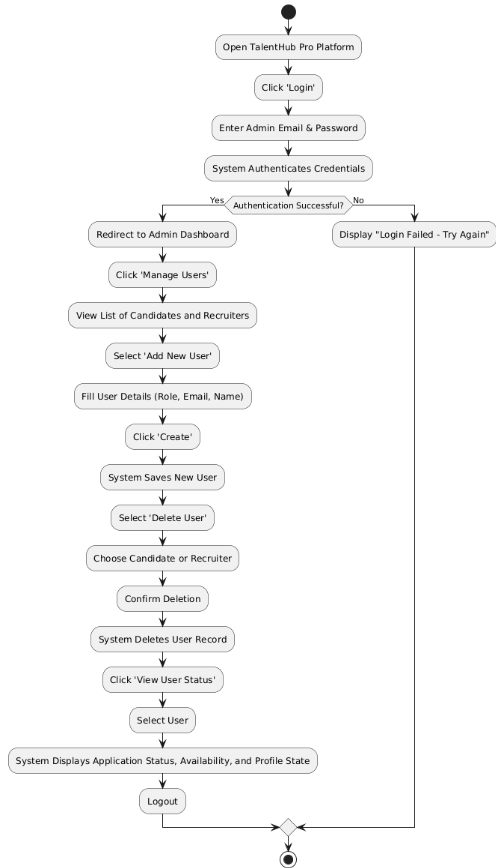 Open TalentHub Pro Platform
Click 'Login'
Enter Admin Email & Password
System Authenticates Credentials
Yes
Authentication Successful?
No
Redirect to Admin Dashboard
Display "Login Failed - Try Again"
Click 'Manage Users'
View List of Candidates and Recruiters
Select 'Add New User'
Fill User Details (Role, Email, Name)
Click 'Create'
System Saves New User
Select 'Delete User'
Choose Candidate or Recruiter
Confirm Deletion
System Deletes User Record
Click 'View User Status'
Select User
System Displays Application Status, Availability, and Profile State
Logout